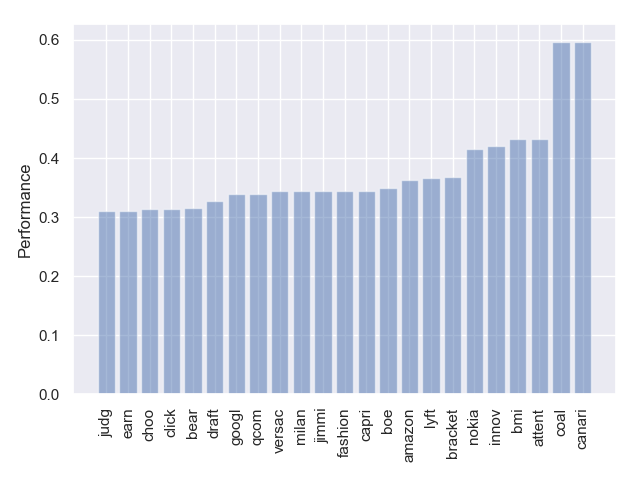 0.6
0.5
0.4
0.3
0.2
0.1
0.0
Performance
judg
earn
choo
click
bear
draft
googl
qcom
versac
milan
jimmi
fashion
capri
boe
amazon
lyft
bracket
nokia
innov
bmi
attent
coal
canari